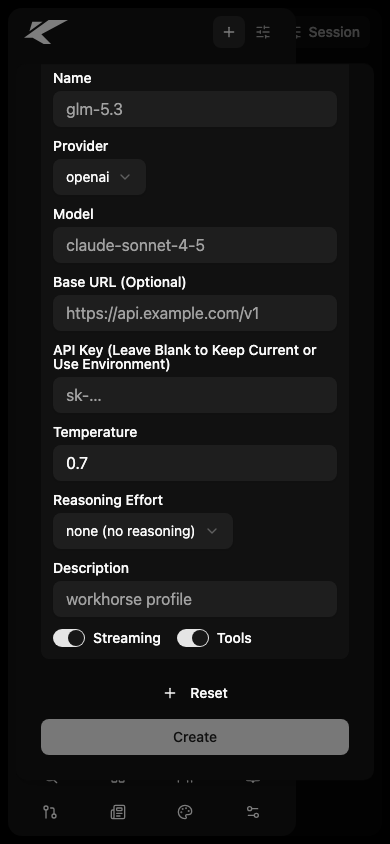 Session
Name
glm-5.3
Provider
openai
Model
claude-sonnet-4-5
Base URL (Optional)
https://api.example.com/v1
API Key (Leave Blank to Keep Current or
Use Environment)
sk-...
Temperature
0.7
Reasoning Effort
none (no reasoning)
Description
workhorse profile
Streaming Tools
Reset
Create